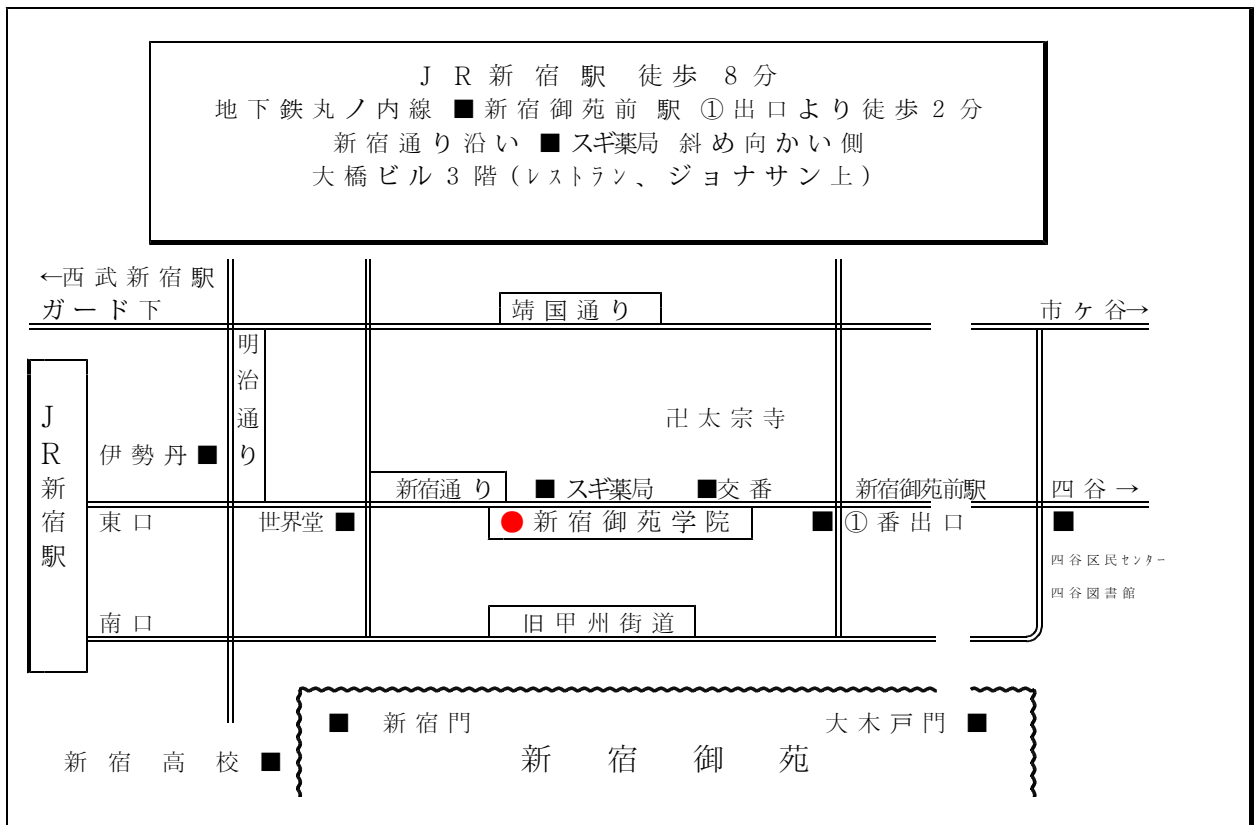 JR新宿駅 徒歩 8分
地下鉄丸ノ内線 ■新宿御苑前 駅 ①出口より徒歩 2 分
新宿通り沿い ■ スギ薬局 斜め向かい側
大橋ビル 3 階(レストラン、ジョナサン上)
←西武新宿駅
ガード下
靖国通り
市ケ谷→
明治通り
JR新宿駅
卍太宗寺
伊勢丹■
新宿通り
■ スギ薬局
■交番
新宿御苑前駅
四谷→
東口
世界堂■
●新宿御苑学院
■①番出口
■
四谷区民センター
四谷図書館
南口
旧甲州街道
■ 新宿門
大木戸門■
新宿高校■
新宿御苑